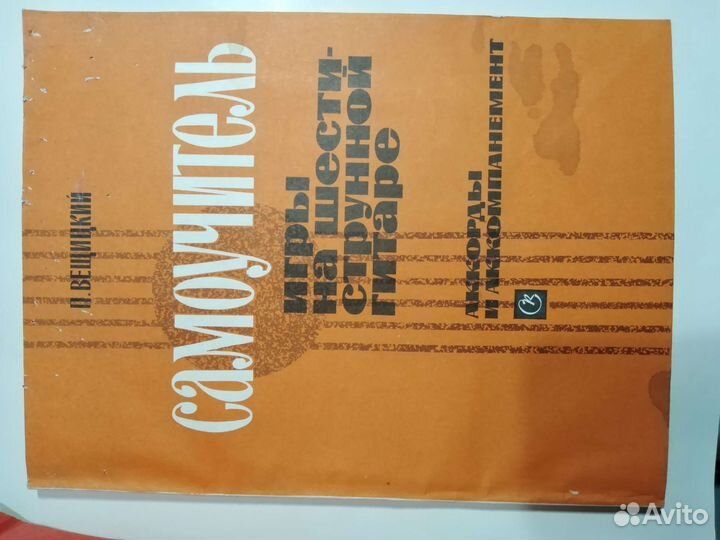 П. ВЕЩИЦКИЙ
самоучитель
ИГРЫ
НА ШЕСТИ-
СТРУННОЙ
ГИТАРЕ
АККОРДЫ
И АККОМПАНЕМЕНТ
Avito